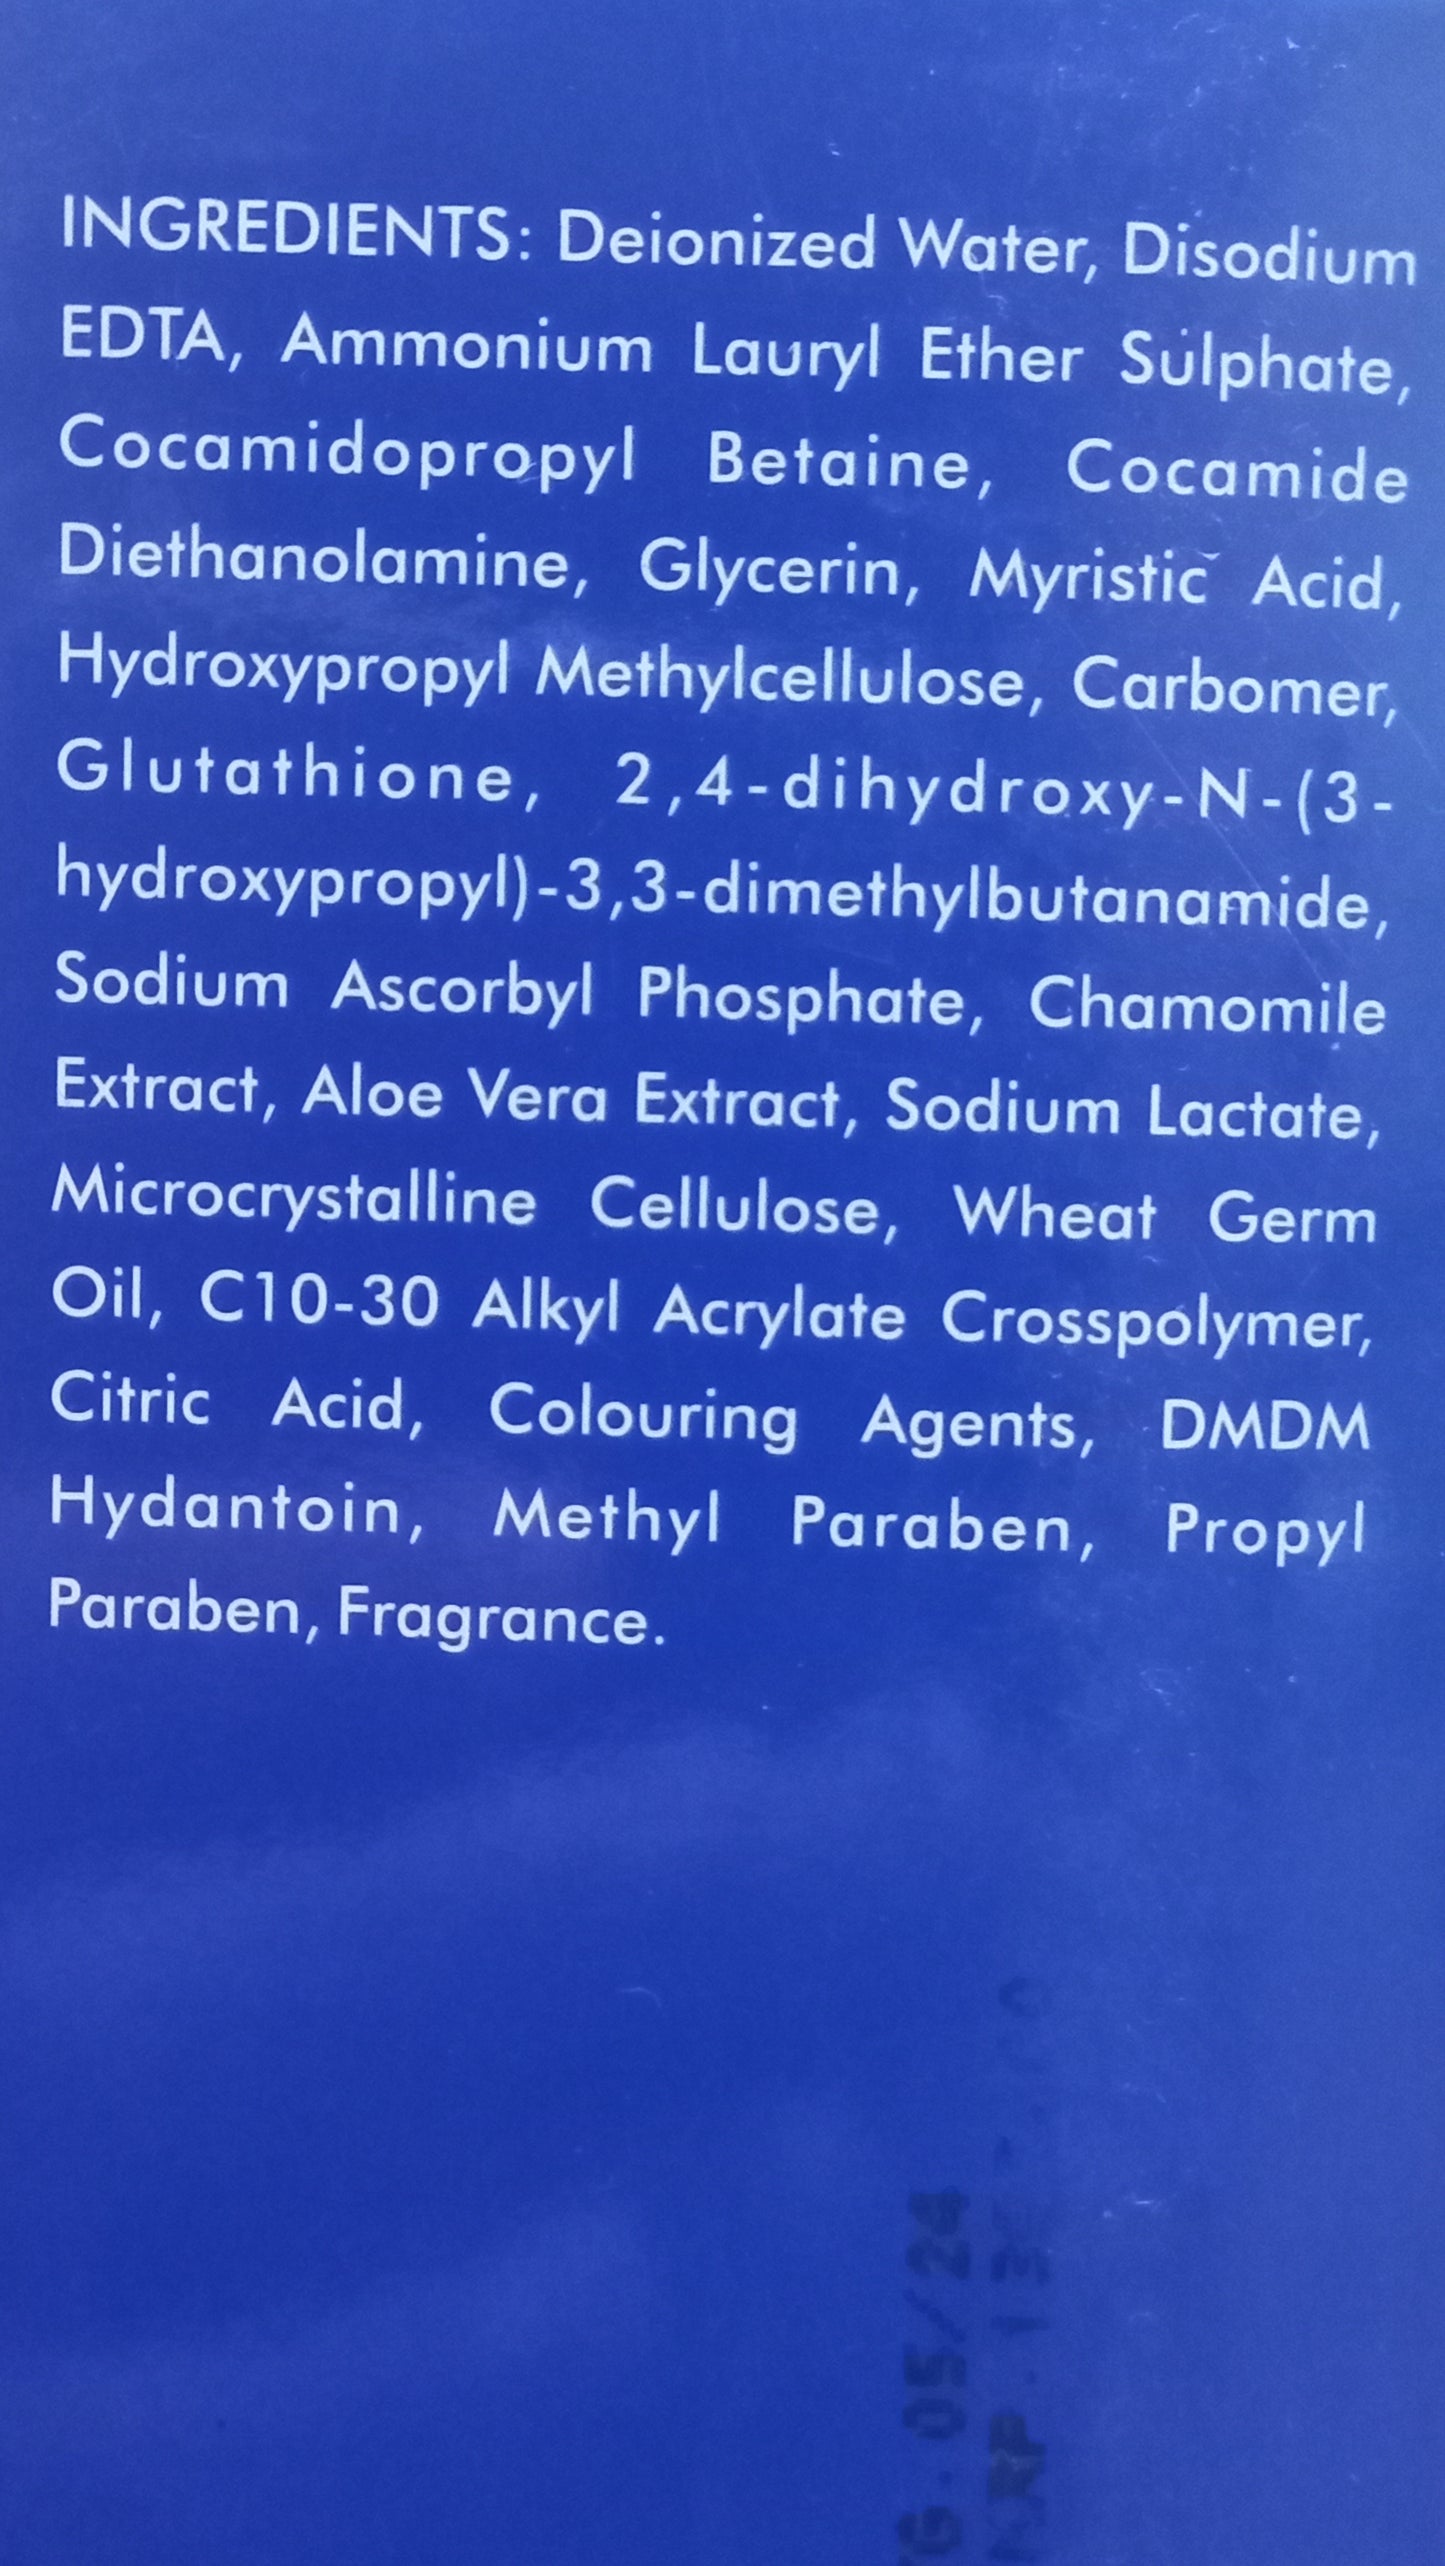 INGREDIENTS: Deionized Water, Disodium
EDTA, Ammonium Lauryl Ether Sulphate,
Cocamidopropyl Betaine, Cocamide
Diethanolamine, Glycerin, Myristic Acid,
Hydroxypropyl Methylcellulose, Carbomer,
Glutathione, 2,4-dihydroxy-N-(3-
hydroxypropyl)-3,3-dimethylbutanamide,
Sodium Ascorbyl Phosphate, Chamomile
Extract, Aloe Vera Extract, Sodium Lactate,
Microcrystalline Cellulose, Wheat Germ
Oil, C10-30 Alkyl Acrylate Crosspolymer,
Citric Acid, Colouring Agents, DMDM
Hydantoin, Methyl Paraben, Propyl
Paraben, Fragrance.
05/24